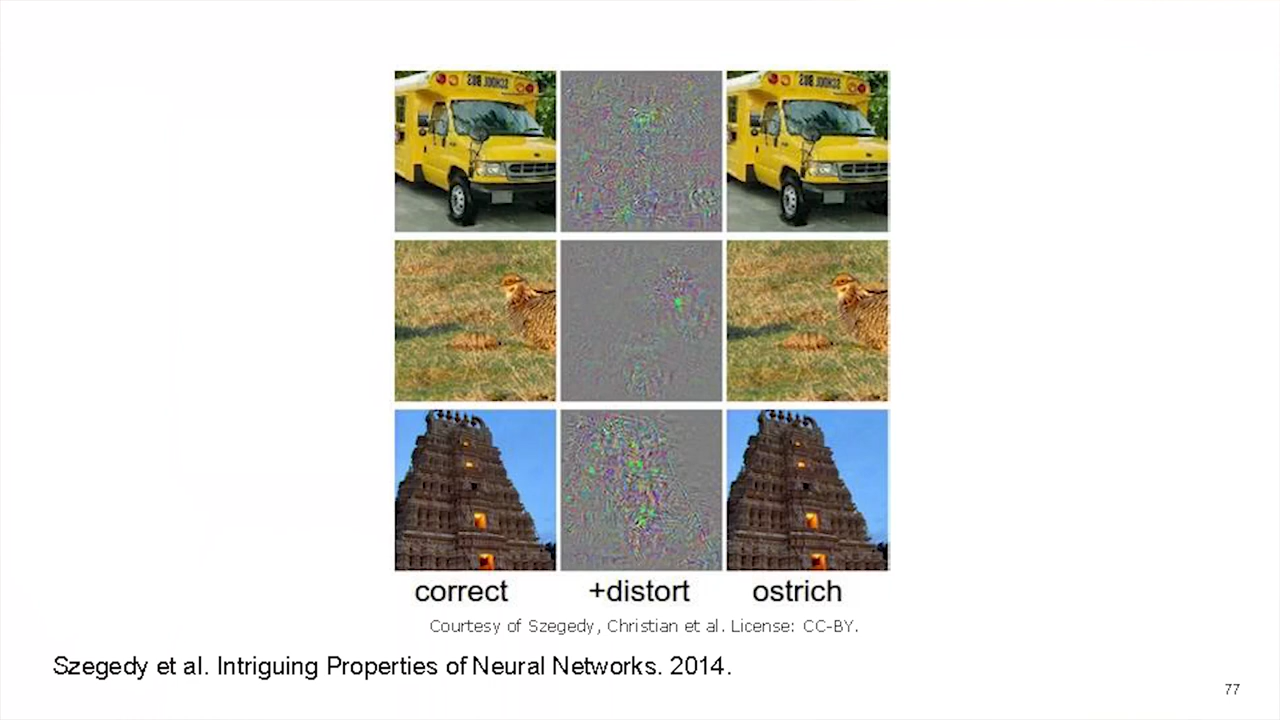 SCHOOL BUS
SCHOOL BUS
correct +distort ostrich
Courtesy of Szegedy, Christian et al. License: CC-BY.
Szegedy et al. Intriguing Properties of Neural Networks. 2014.
77